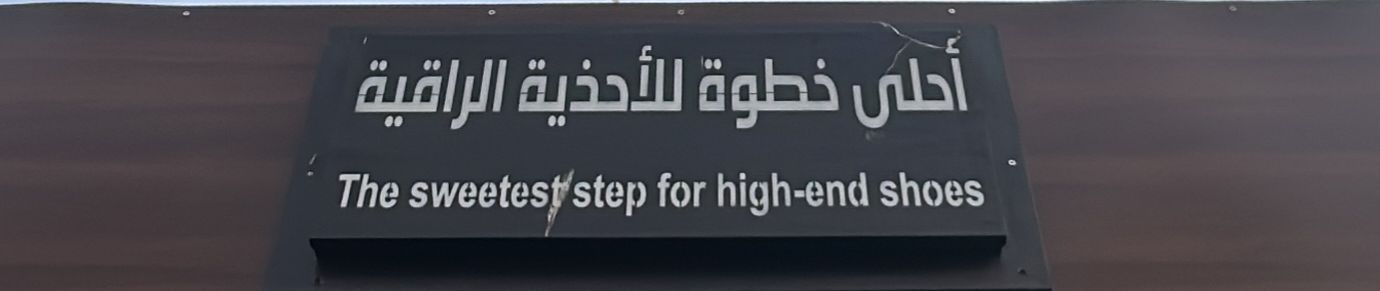 أحلى خطوة للأحذية الراقية
The sweetest step for high-end shoes